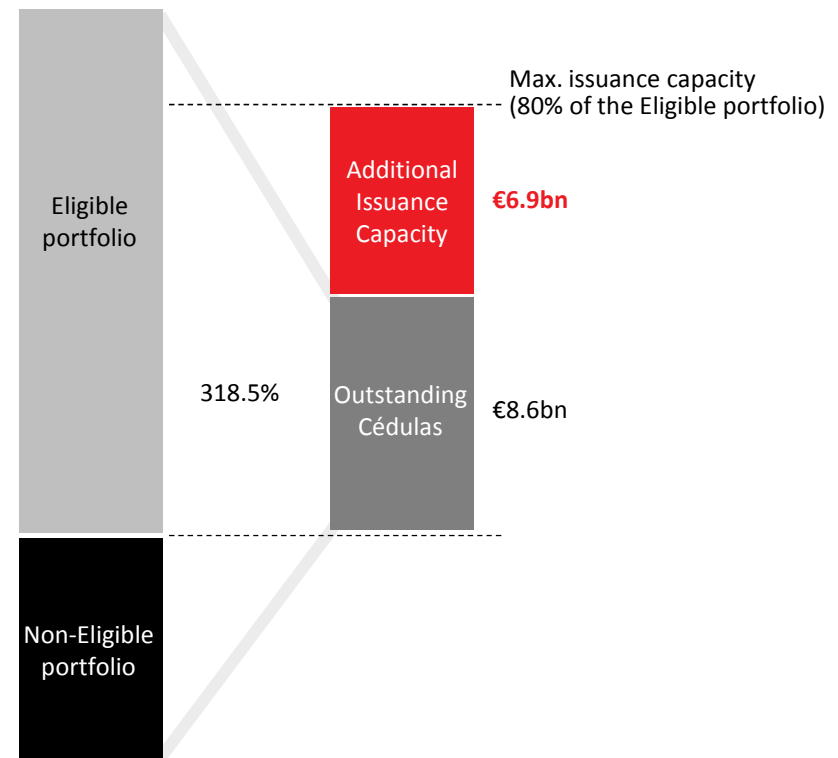 Max. issuance capacity
(80% of the Eligible portfolio)
Additional
Issuance
Capacity
€6.9bn
Eligible
portfolio
318.5%
Outstanding
Cédulas
€8.6bn
Non-Eligible
portfolio